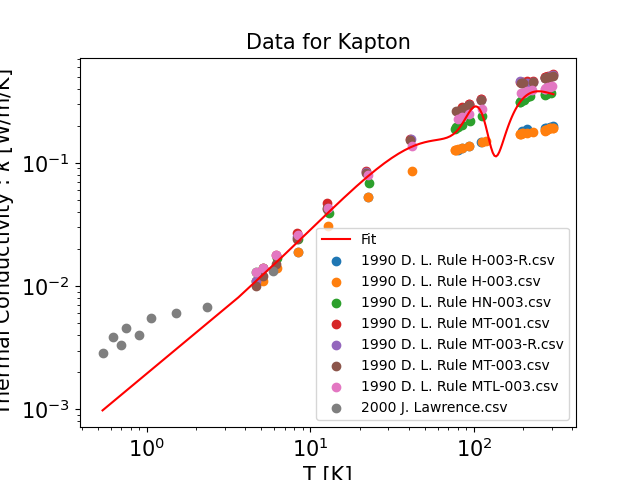 Data for Kapton
Thermal Conductivity : k [W/m/K]
10⁻¹
10⁻²
10⁻³
Fit
1990 D. L. Rule H-003-R.csv
1990 D. L. Rule H-003.csv
1990 D. L. Rule HN-003.csv
1990 D. L. Rule MT-001.csv
1990 D. L. Rule MT-003-R.csv
1990 D. L. Rule MT-003.csv
1990 D. L. Rule MTL-003.csv
2000 J. Lawrence.csv
10⁰ 10¹ 10²
T [K]